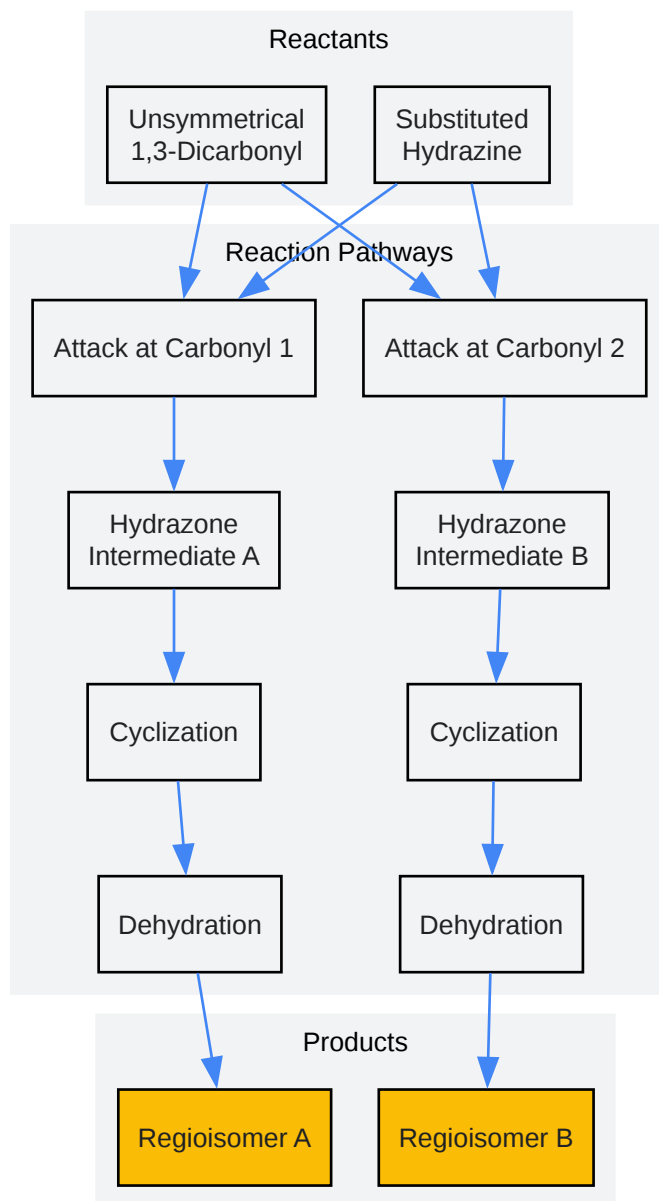 Reactants
Unsymmetrical
1,3-Dicarbonyl
Substituted
Hydrazine
Reaction Pathways
Attack at Carbonyl 1
Attack at Carbonyl 2
Hydrazone
Intermediate A
Hydrazone
Intermediate B
Cyclization
Cyclization
Dehydration
Dehydration
Products
Regioisomer A
Regioisomer B